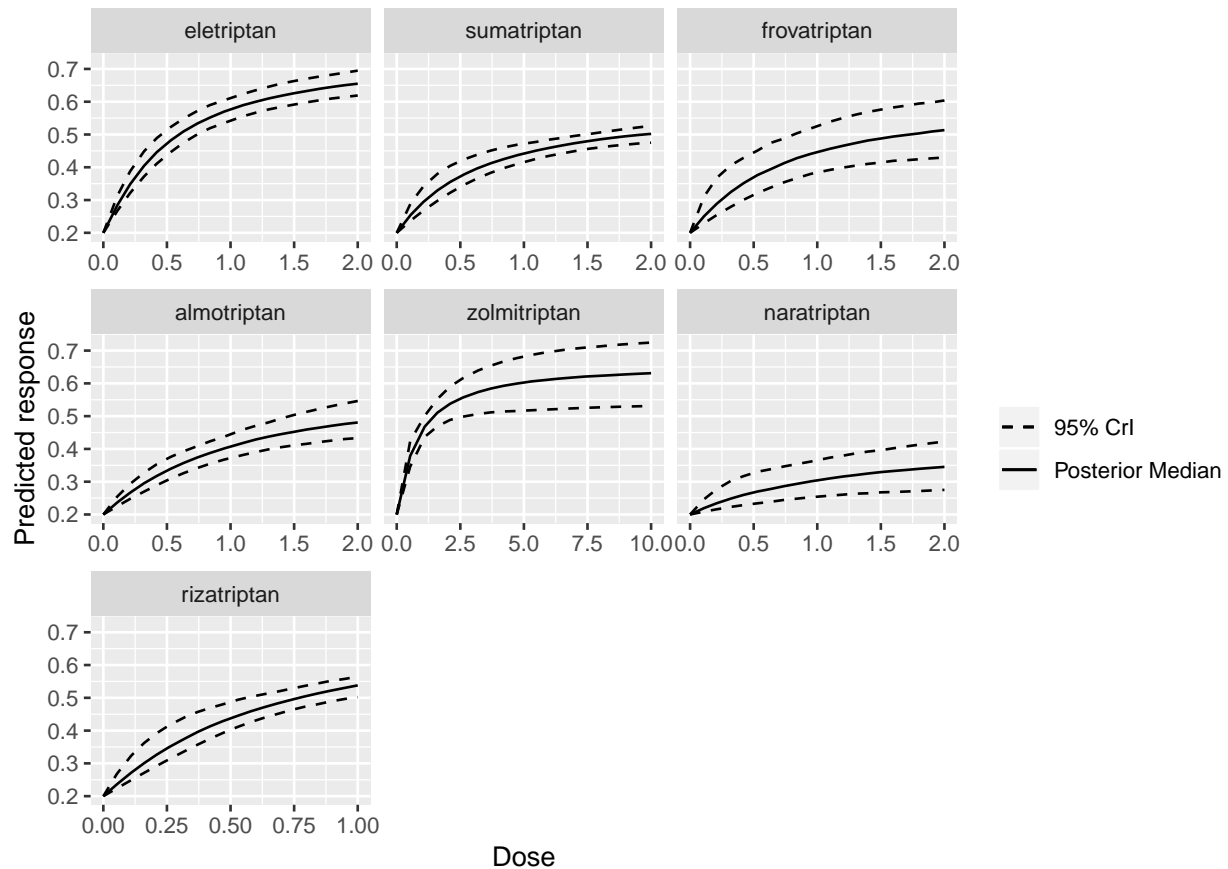 eletriptan sumatriptan frovatriptan
0.7
0.6
0.5
0.4
0.3
0.2
0.0 0.5 1.0 1.5 2.0 0.0 0.5 1.0 1.5 2.0 0.0 0.5 1.0 1.5 2.0
almotriptan zolmitriptan naratriptan
0.7
0.6
0.5
0.4
0.3
0.2
0.0 0.5 1.0 1.5 2.0 0.0 2.5 5.0 7.5 10.0 0.0 0.5 1.0 1.5 2.0
rizatriptan
0.7
0.6
0.5
0.4
0.3
0.2
0.00 0.25 0.50 0.75 1.00
Dose
Predicted response
95% CrI
Posterior Median